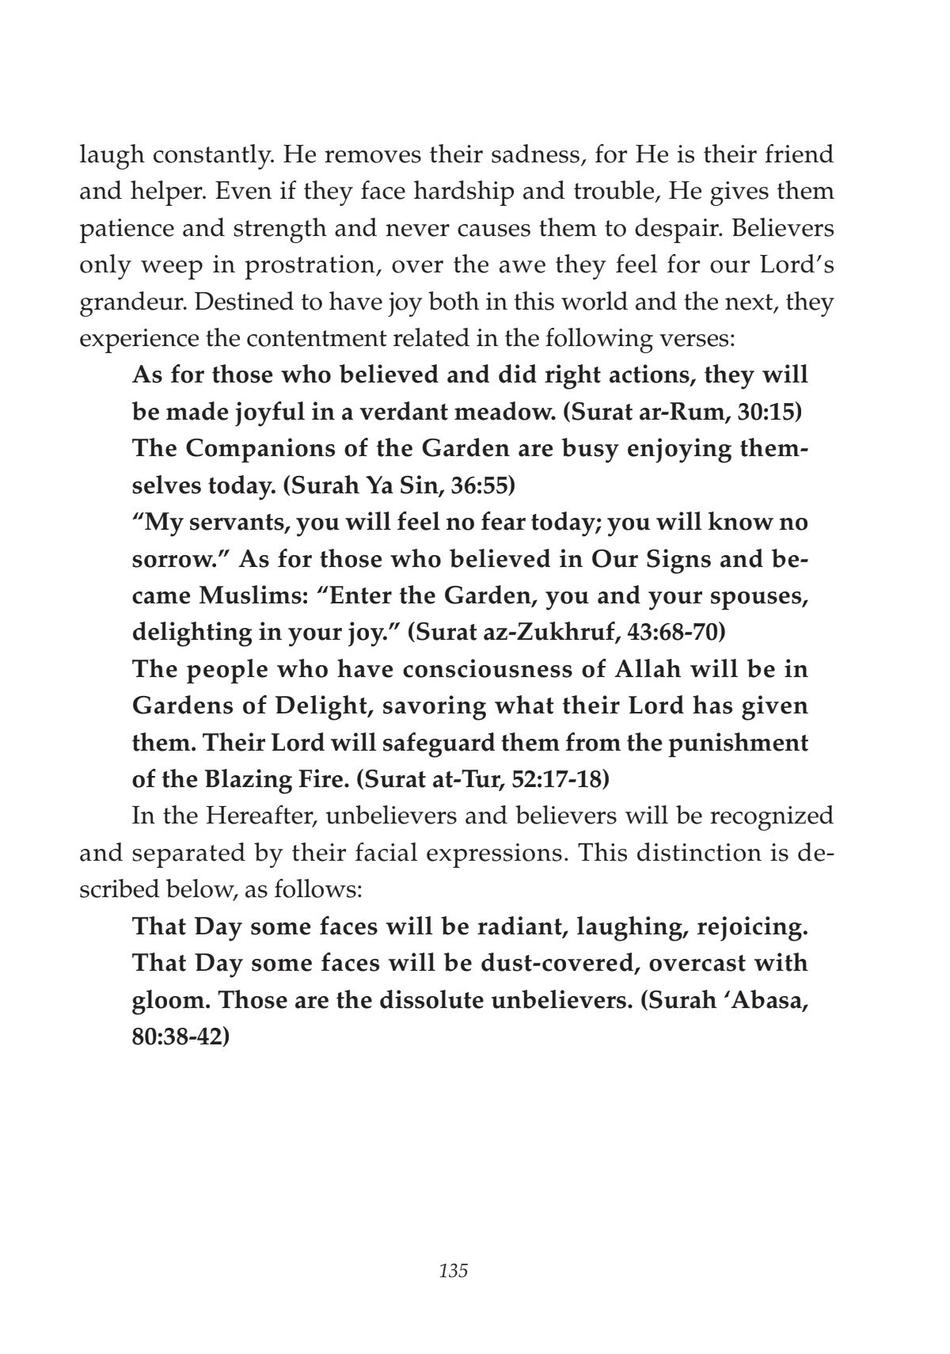 laugh constantly. He removes their sadness, for He is their friend
and helper. Even if they face hardship and trouble, He gives them
patience and strength and never causes them to despair. Believers
only weep in prostration, over the awe they feel for our Lord’s
grandeur. Destined to have joy both in this world and the next, they
experience the contentment related in the following verses:
As for those who believed and did right actions, they will
be made joyful in a verdant meadow. (Surat ar-Rum, 30:15)
The Companions of the Garden are busy enjoying them-
selves today. (Surah Ya Sin, 36:55)
“My servants, you will feel no fear today; you will know no
sorrow.” As for those who believed in Our Signs and be-
came Muslims: “Enter the Garden, you and your spouses,
delighting in your joy.” (Surat az-Zukhruf, 43:68-70)
The people who have consciousness of Allah will be in
Gardens of Delight, savoring what their Lord has given
them. Their Lord will safeguard them from the punishment
of the Blazing Fire. (Surat at-Tur, 52:17-18)
In the Hereafter, unbelievers and believers will be recognized
and separated by their facial expressions. This distinction is de-
scribed below, as follows:
That Day some faces will be radiant, laughing, rejoicing.
That Day some faces will be dust-covered, overcast with
gloom. Those are the dissolute unbelievers. (Surah ‘Abasa,
80:38-42)
135